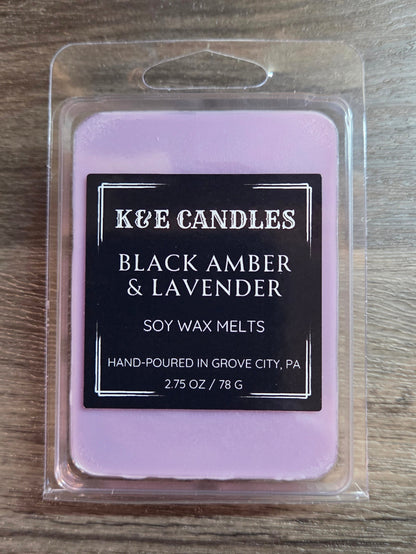 K&E CANDLES
BLACK AMBER
& LAVENDER
SOY WAX MELTS
HAND-POURED IN GROVE CITY, PA
2.75 OZ / 78 G